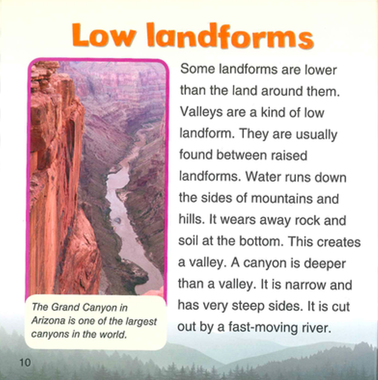 Low landforms
Some landforms are lower
than the land around them.
Valleys are a kind of low
landform. They are usually
found between raised
landforms. Water runs down
the sides of mountains and
hills. It wears away rock and
soil at the bottom. This creates
a valley. A canyon is deeper
than a valley. It is narrow and
has very steep sides. It is cut
out by a fast-moving river.
The Grand Canyon in
Arizona is one of the largest
canyons in the world.
10